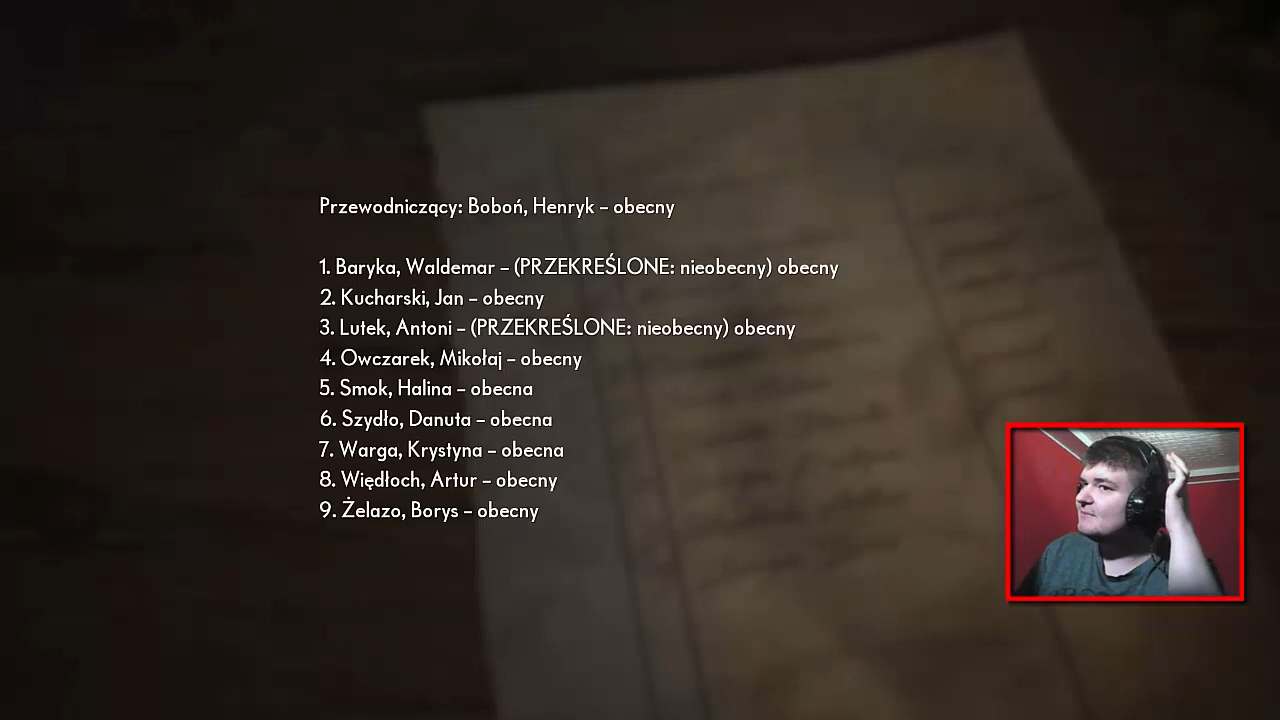 Przewodniczący: Boboń, Henryk – obecny
1. Baryka, Waldemar – (PRZEKREŚLONE: nieobecny) obecny
2. Kucharski, Jan – obecny
3. Lutek, Antoni – (PRZEKREŚLONE: nieobecny) obecny
4. Owczarek, Mikołaj – obecny
5. Smok, Halina – obecna
6. Szydło, Danuta – obecna
7. Warga, Krystyna – obecna
8. Więdłoch, Artur – obecny
9. Żelazo, Borys – obecny